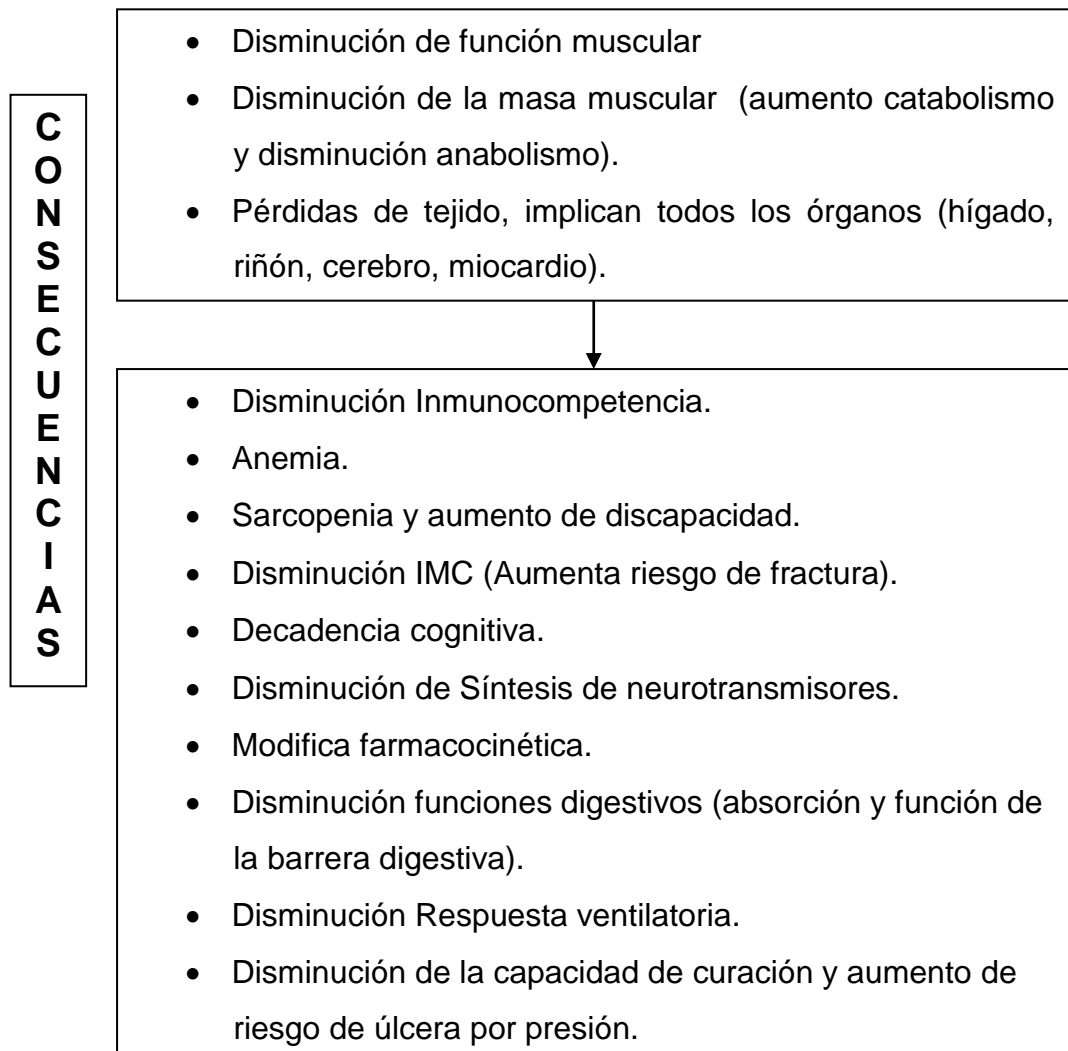 CONSECUENCIAS
• Disminución de función muscular
• Disminución de la masa muscular (aumento catabolismo
y disminución anabolismo).
• Pérdidas de tejido, implican todos los órganos (hígado,
riñón, cerebro, miocardio).
• Disminución Inmunocompetencia.
• Anemia.
• Sarcopenia y aumento de discapacidad.
• Disminución IMC (Aumenta riesgo de fractura).
• Decadencia cognitiva.
• Disminución de Síntesis de neurotransmisores.
• Modifica farmacocinética.
• Disminución funciones digestivos (absorción y función de
la barrera digestiva).
• Disminución Respuesta ventilatoria.
• Disminución de la capacidad de curación y aumento de
riesgo de úlcera por presión.